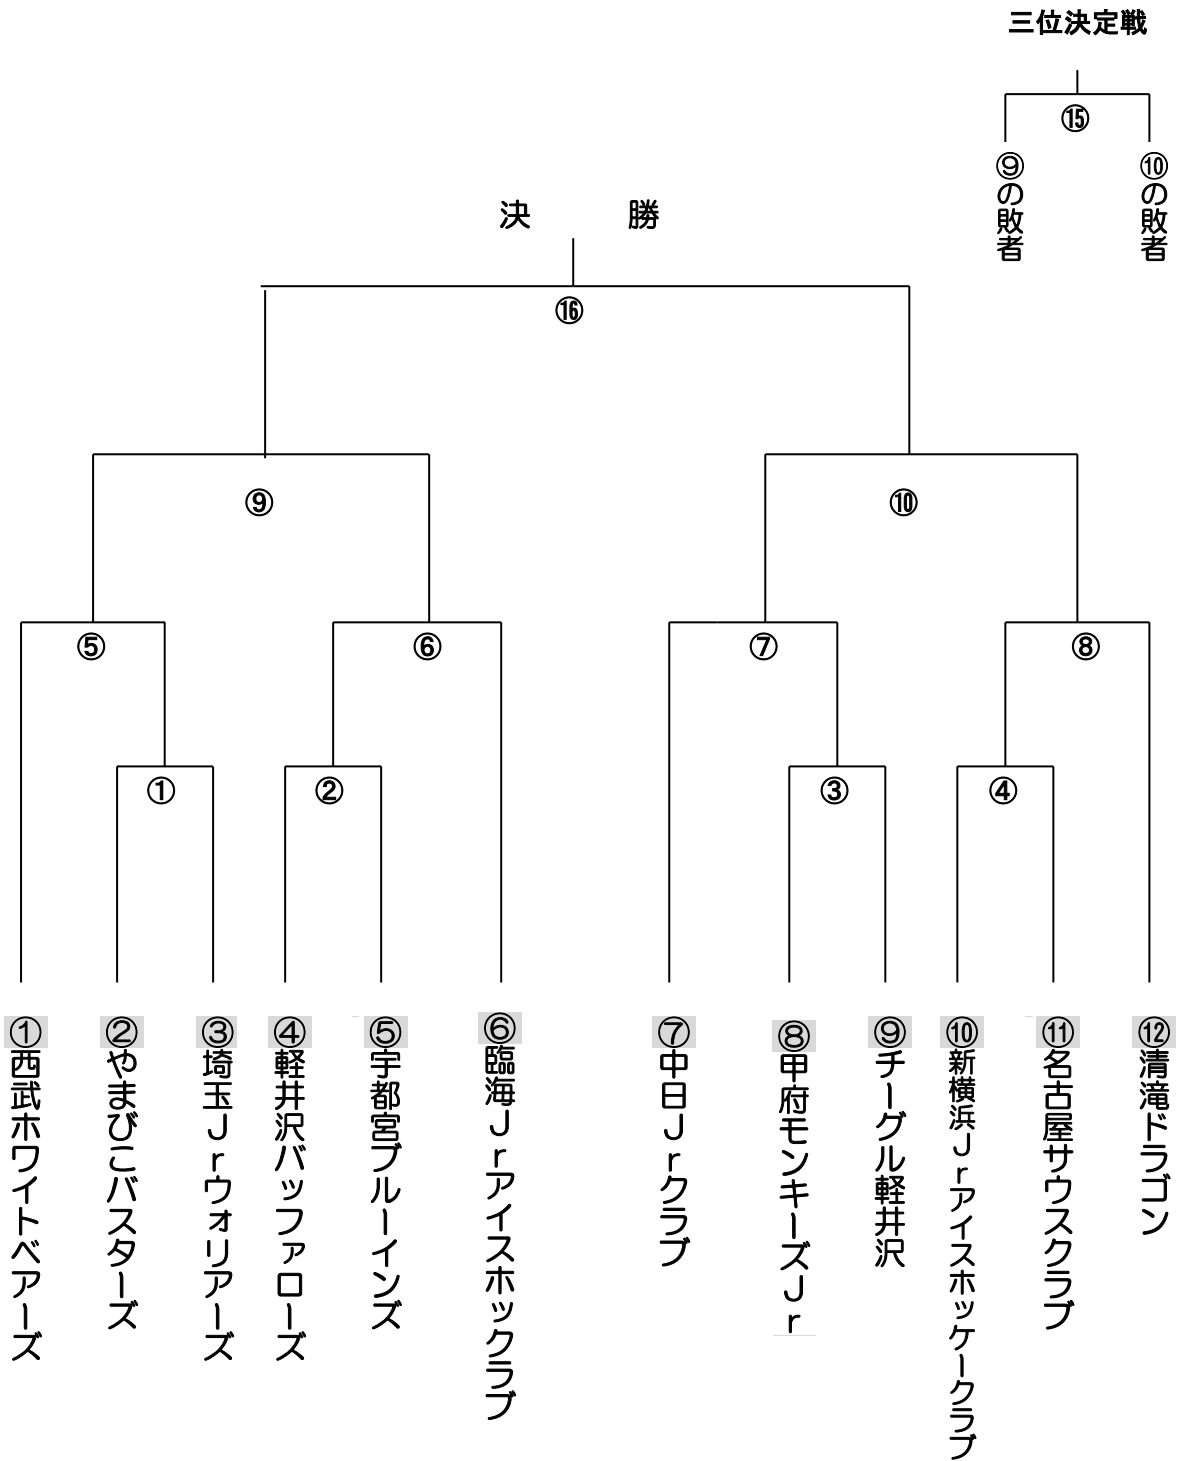 三位決定戦
⑮
⑨の敗者
⑩の敗者
決　勝
⑯
⑨
⑩
⑤
⑥
⑦
⑧
①
②
③
④
①西武ホワイトベアーズ
②やまびこバスターズ
③埼玉Jrウォリアーズ
④軽井沢バッファローズ
⑤宇都宮ブルーインズ
⑥臨海Jrアイスホックラブ
⑦中日Jrクラブ
⑧甲府モンキーズJr
⑨チーグル軽井沢
⑩新横浜Jrアイスホッケークラブ
⑪名古屋サウスクラブ
⑫清滝ドラゴン